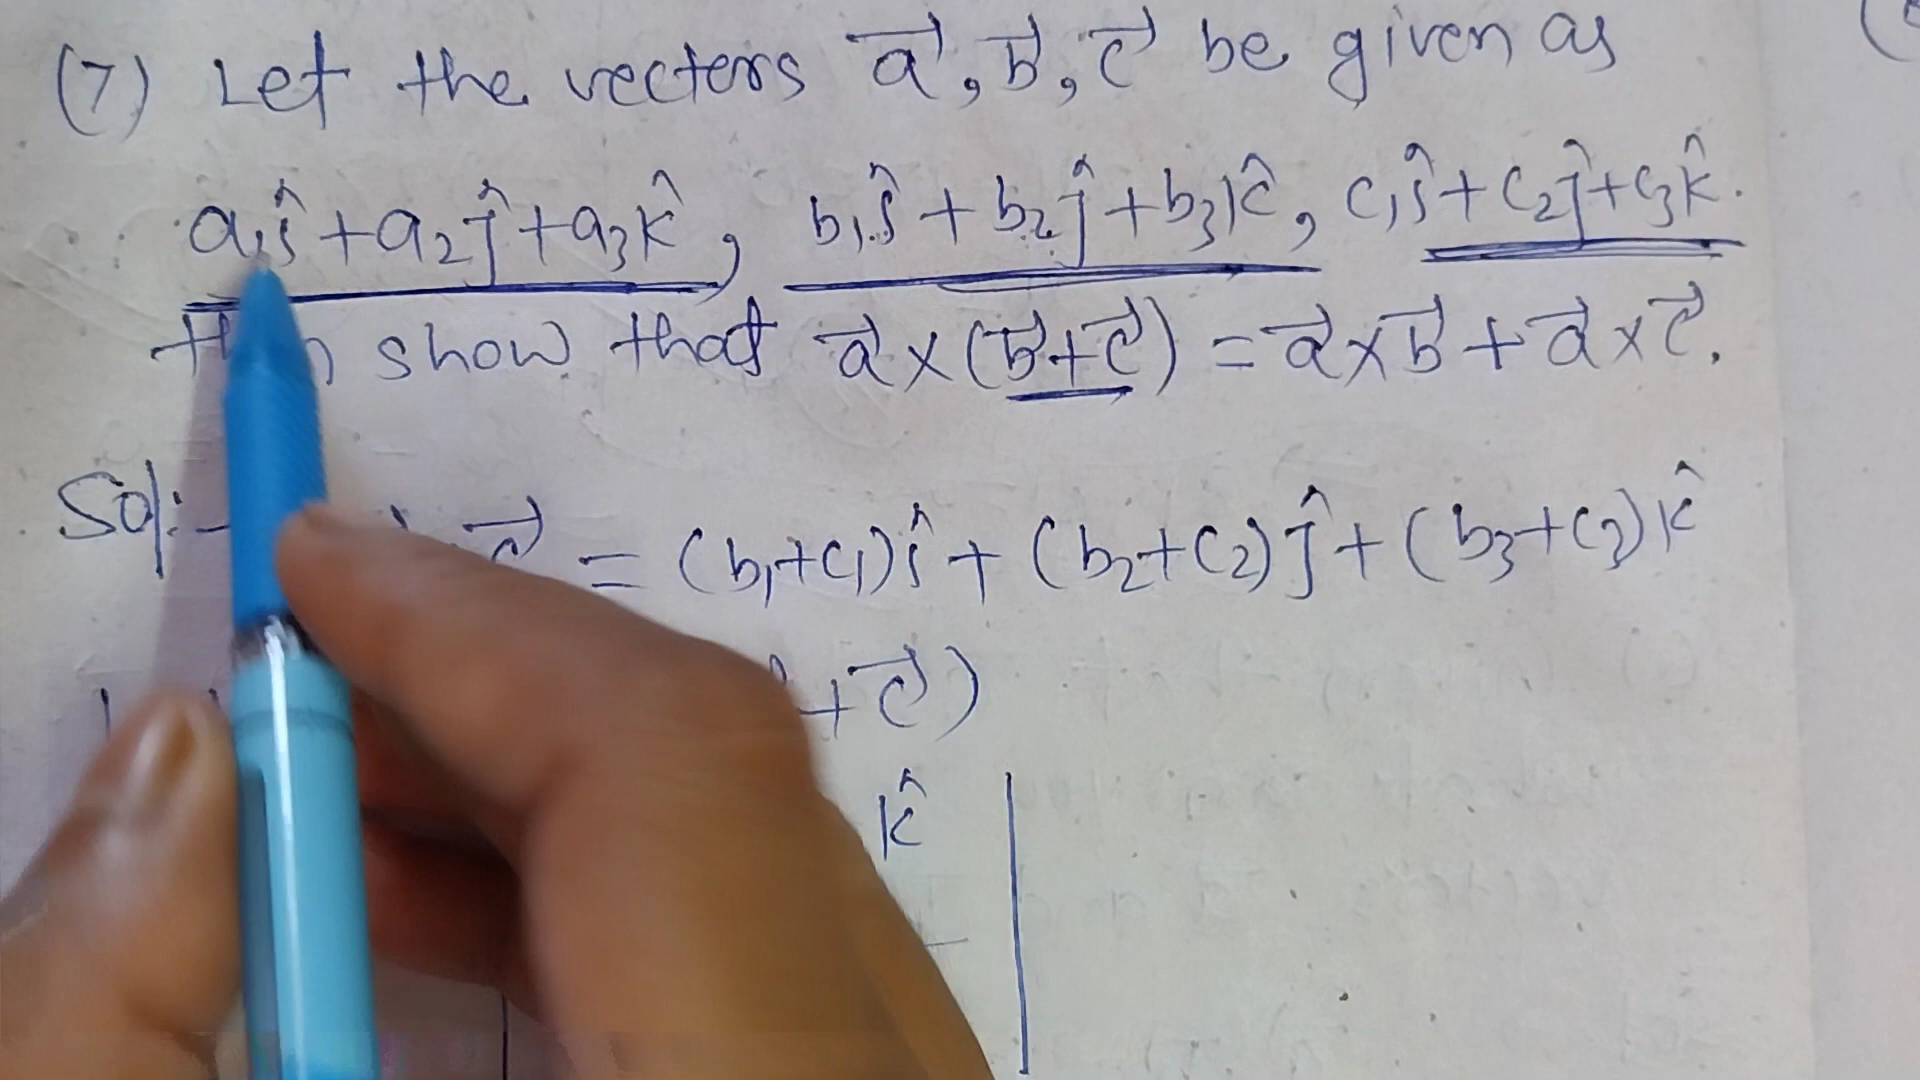 (7) Let the vectors a⃗, b⃗, c⃗ be given as
a₁î + a₂ĵ + a₃k̂, b₁î + b₂ĵ + b₃k̂, c₁î + c₂ĵ + c₃k̂.
show that a⃗ × (b⃗ + c⃗) = a⃗ × b⃗ + a⃗ × c⃗.
Sol:- c⃗ = (b₁+c₁)î + (b₂+c₂)ĵ + (b₃+c₃)k̂
+ c⃗)
k̂